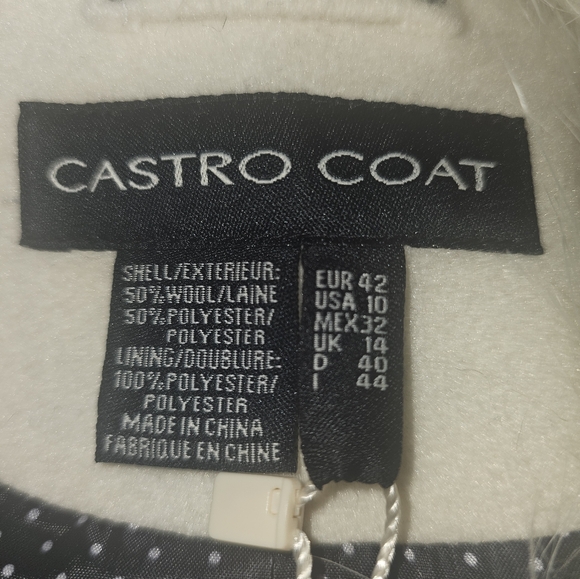 CASTRO COAT
SHELL/EXTERIEUR:
50%WOOL/LAINE
50%POLYESTER/
POLYESTER
LINING/DOUBLURE:
100%POLYESTER/
POLYESTER
MADE IN CHINA
FABRIQUE EN CHINE
EUR 42
USA 10
MEX 32
UK 14
D 40
I 44